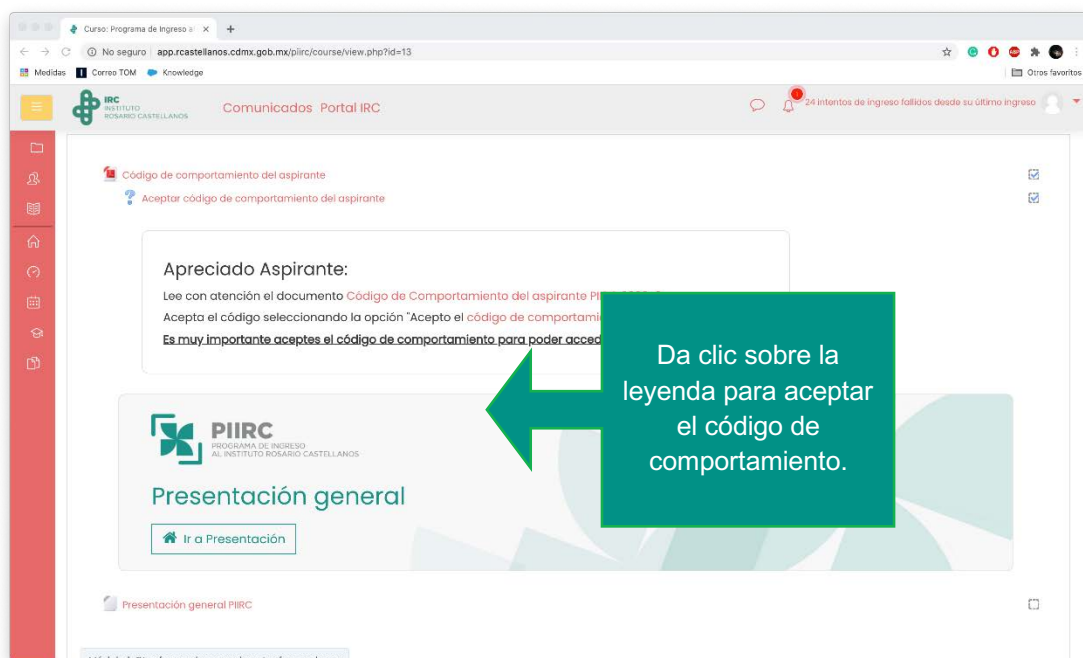 Curso: Programa de Ingreso a
No seguro app.rcastellanos.cdmx.gob.mx/piirc/course/view.php?id=13
Medidas Correo TOM Knowledge Otros favoritos
IRC
INSTITUTO
ROSARIO CASTELLANOS
Comunicados Portal IRC
24 intentos de ingreso fallidos desde su último ingreso
Código de comportamiento del aspirante
Aceptar código de comportamiento del aspirante
Apreciado Aspirante:
Lee con atención el documento Código de Comportamiento del aspirante
Acepta el código seleccionando la opción "Acepto el código de comportami
Es muy importante aceptes el código de comportamiento para poder acced
Da clic sobre la
leyenda para aceptar
el código de
comportamiento.
PIIRC
PROGRAMA DE INGRESO
AL INSTITUTO ROSARIO CASTELLANOS
Presentación general
Ir a Presentación
Presentación general PIIRC